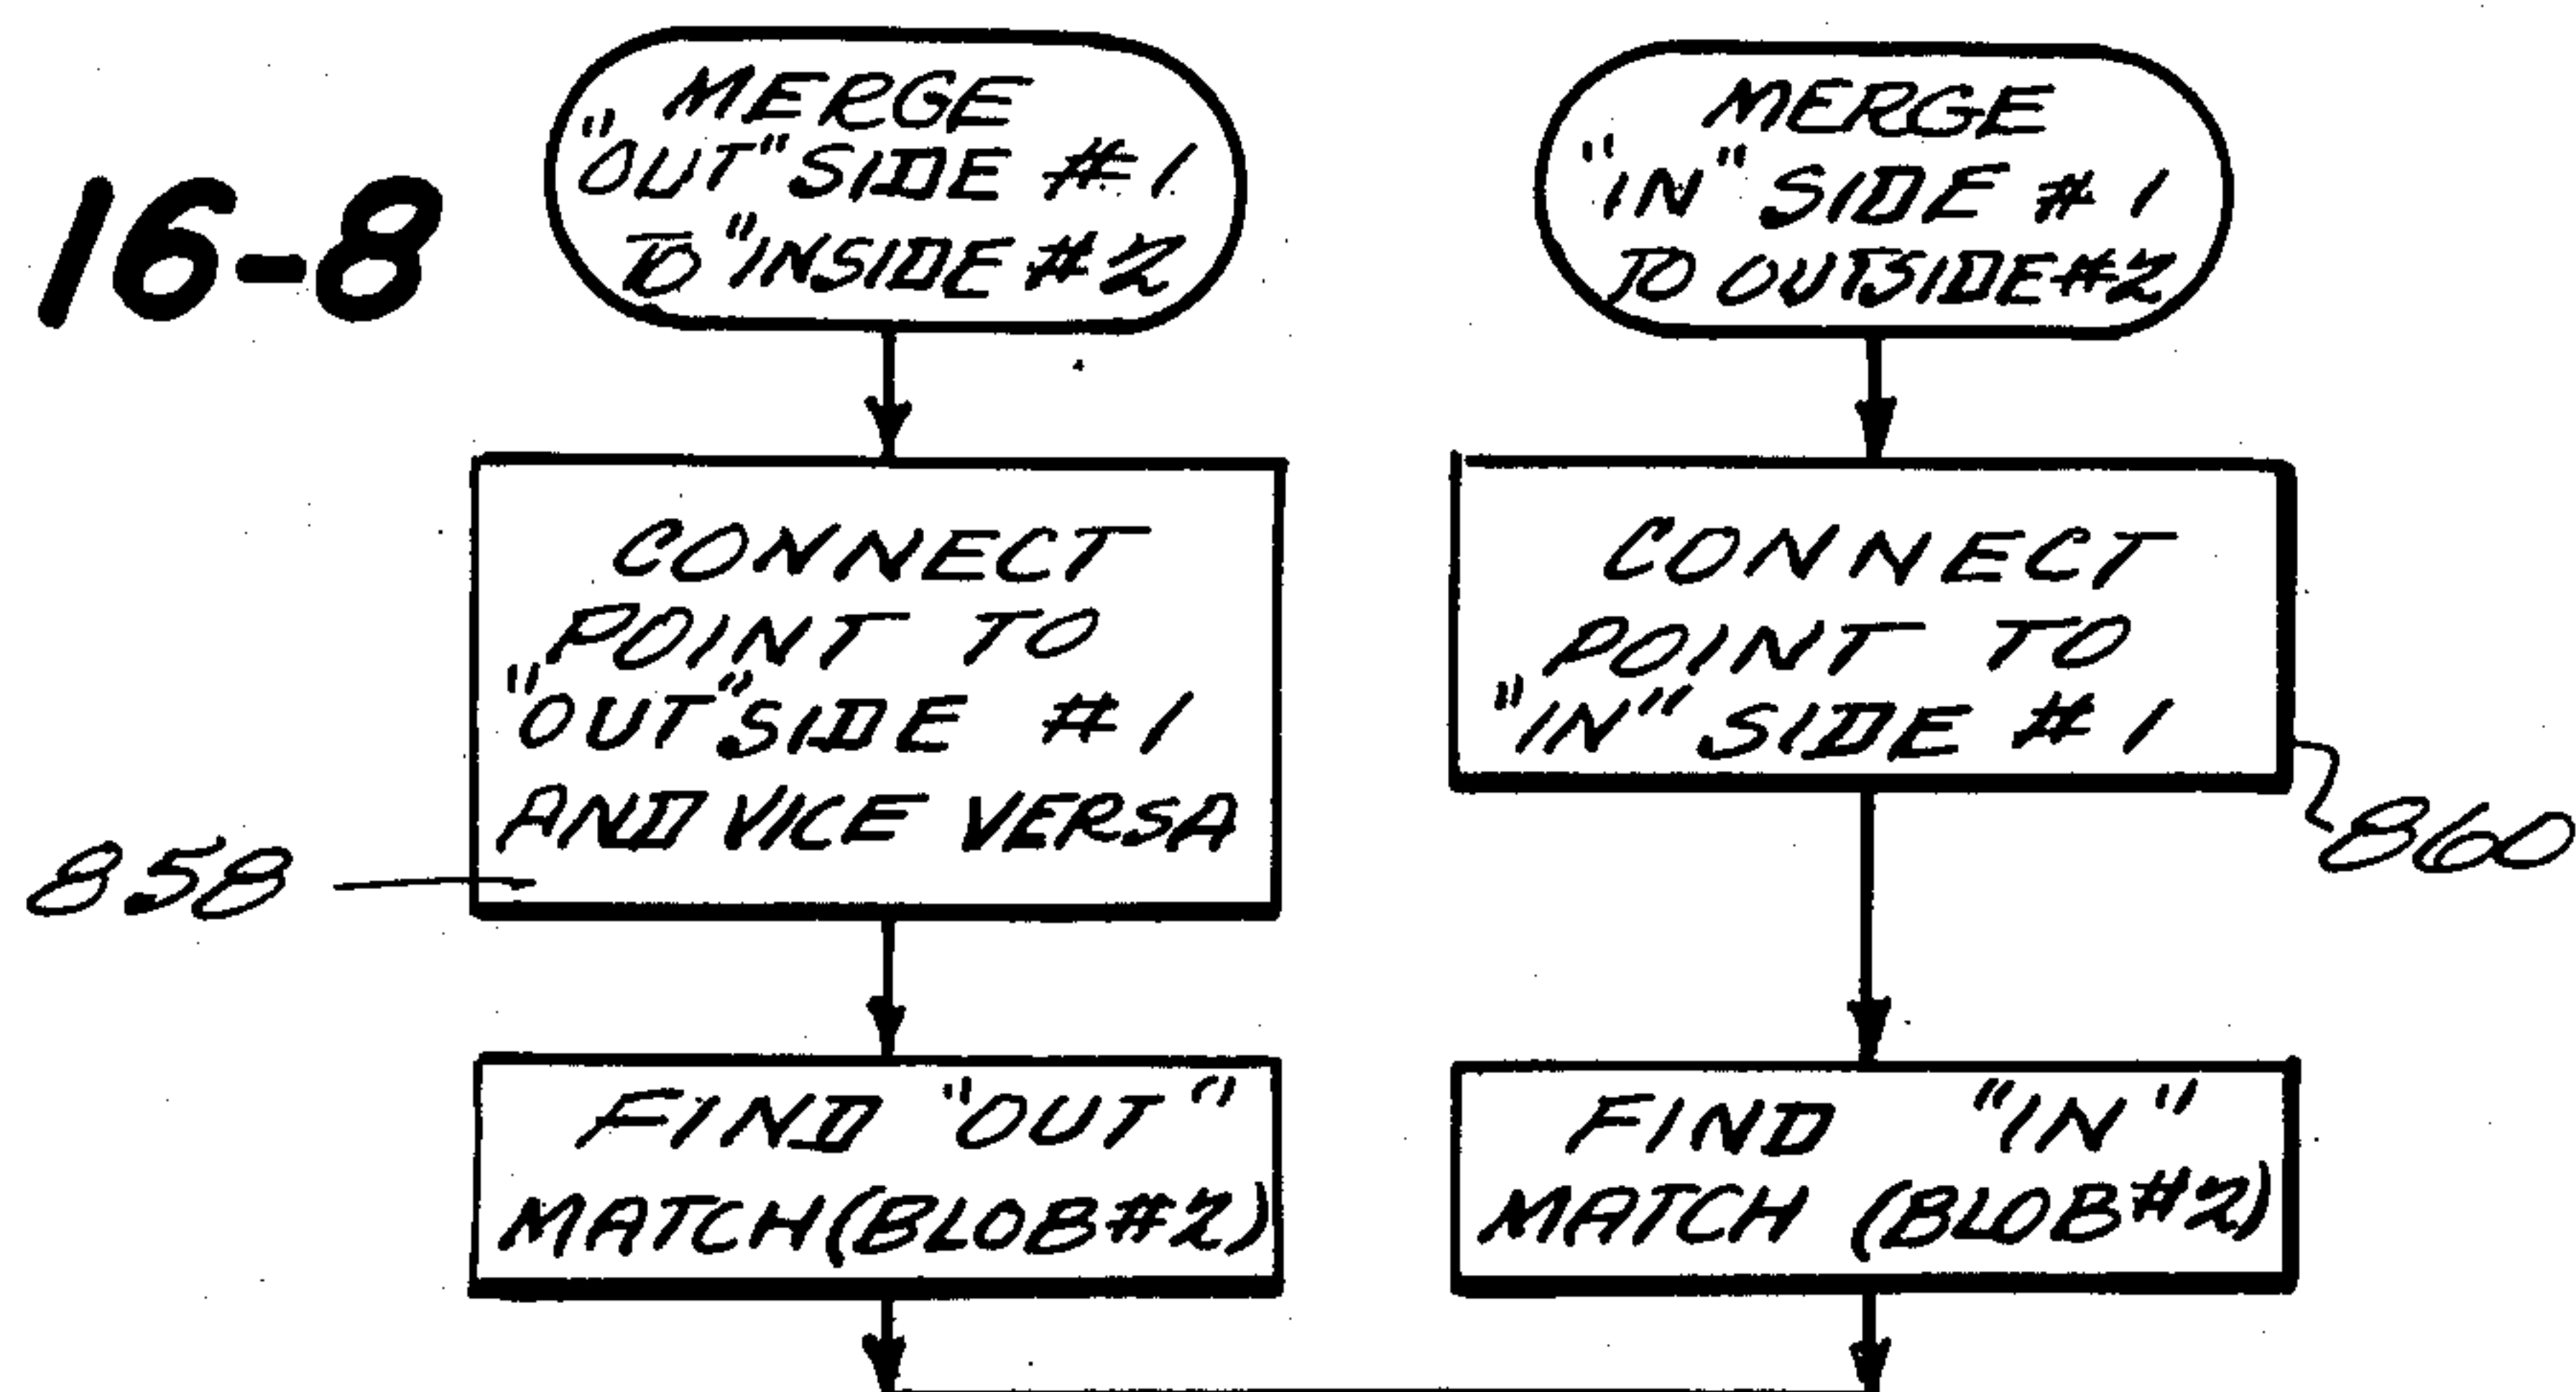 16-8
MERGE
"OUT" SIDE #1
TO "INSIDE #2
MERGE
"IN" SIDE #1
TO OUTSIDE #2
CONNECT
POINT TO
"OUT" SIDE #1
AND VICE VERSA
858
CONNECT
POINT TO
"IN" SIDE #1
860
FIND "OUT"
MATCH (BLOB #2)
FIND "IN"
MATCH (BLOB #2)